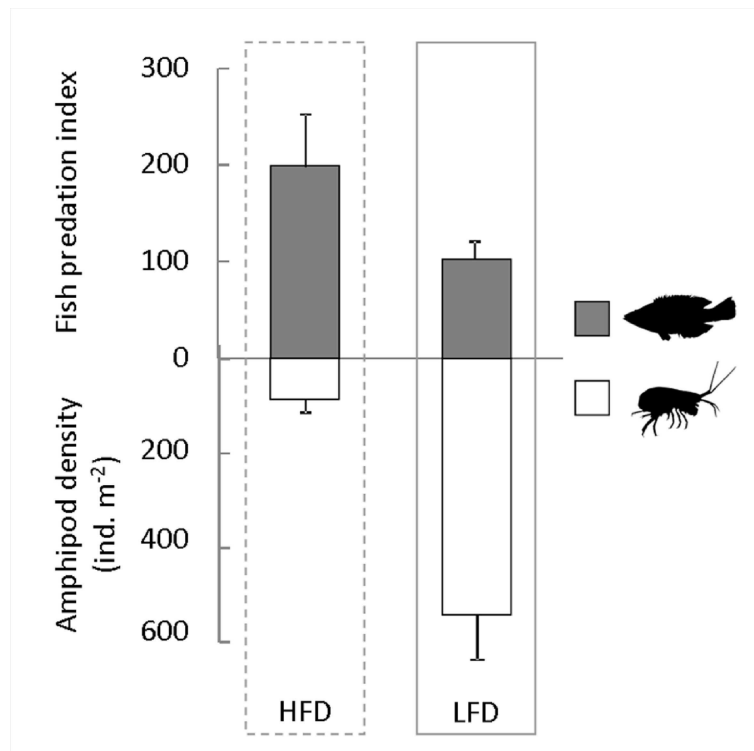 300
200
100
0
200
400
600
Fish predation index
Amphipod density
(ind. m-2)
HFD
LFD